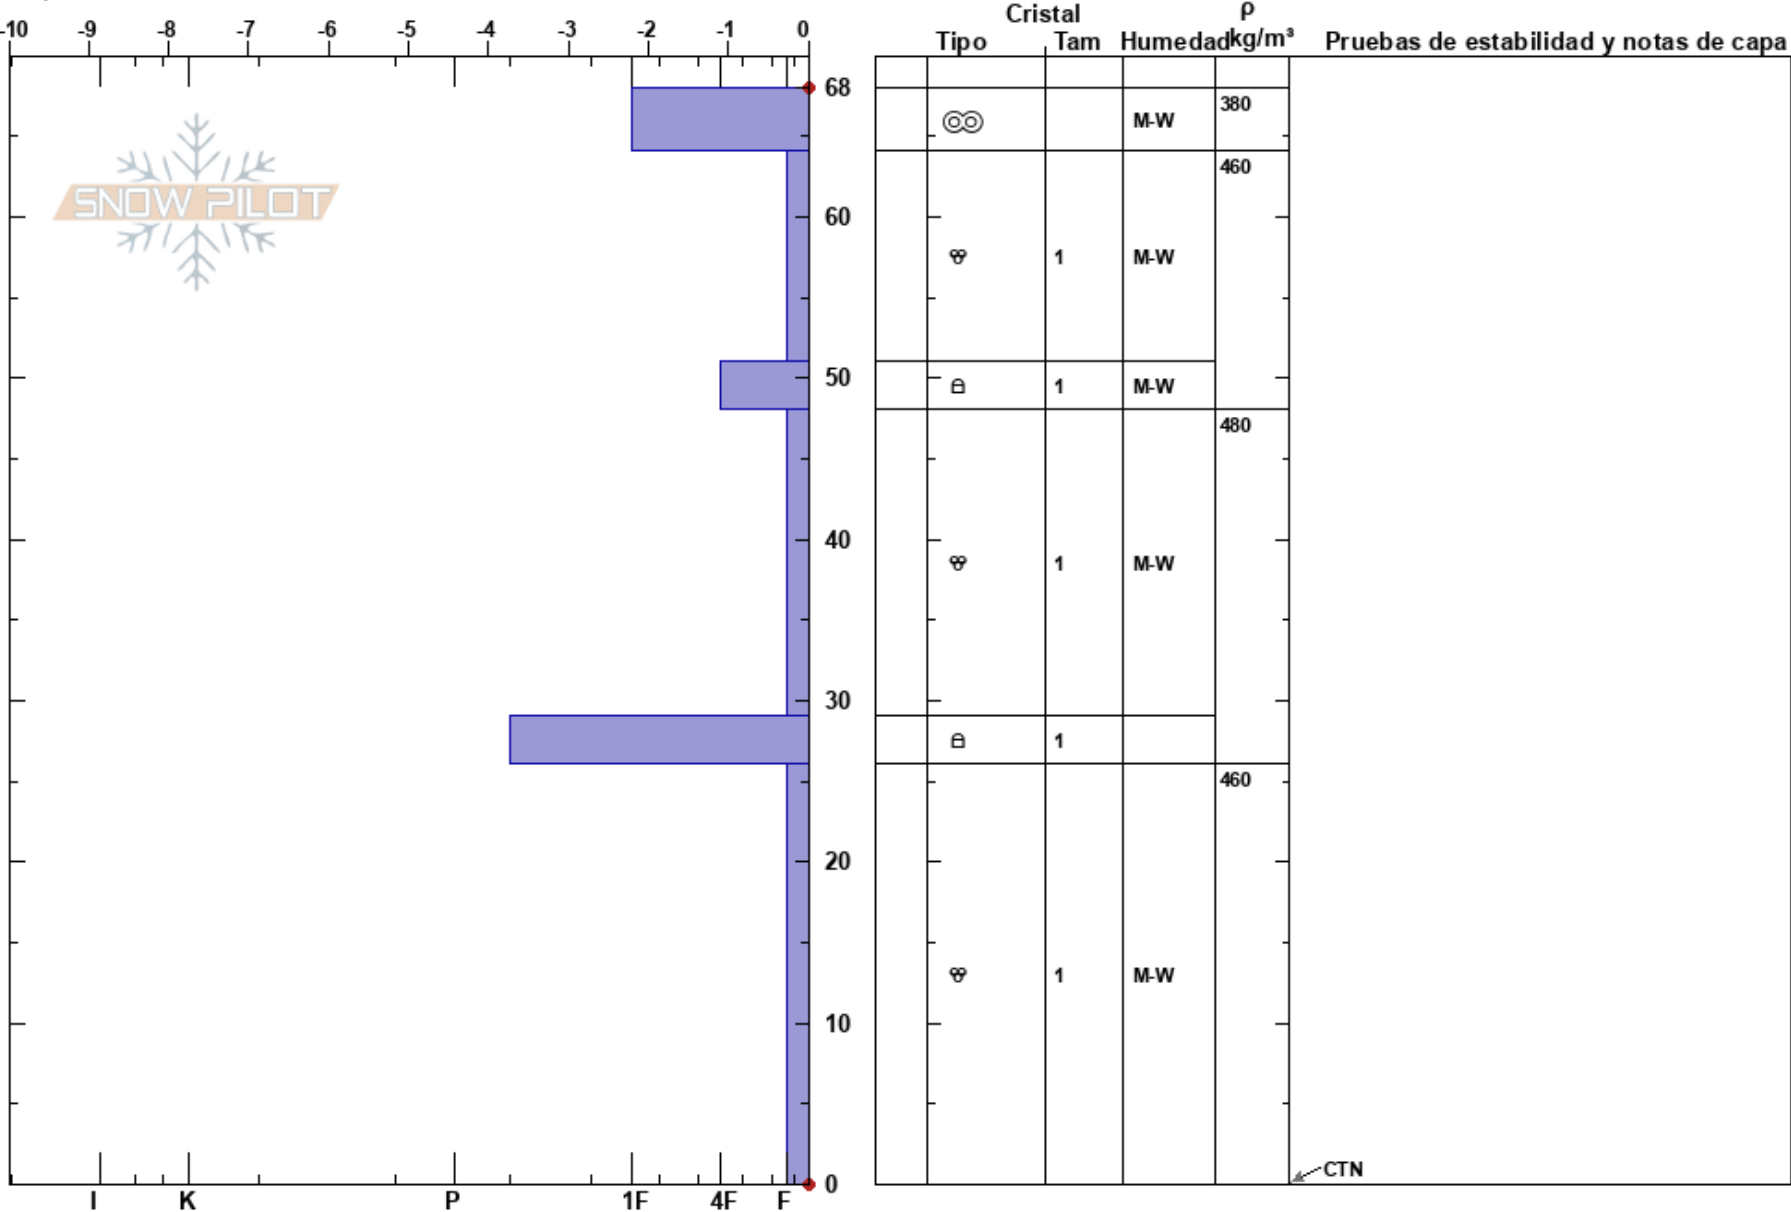 Cristal ρ
-10 -9 -8 -7 -6 -5 -4 -3 -2 -1 0
Tipo Tam Humedad kg/m³ Pruebas de estabilidad y notas de capa
68
380
M-W
460
SNOW PILOT
60
1 M-W
50
1 M-W
480
40
1 M-W
30
1
460
20
1 M-W
10
CTN
0
I K P 1F 4F F